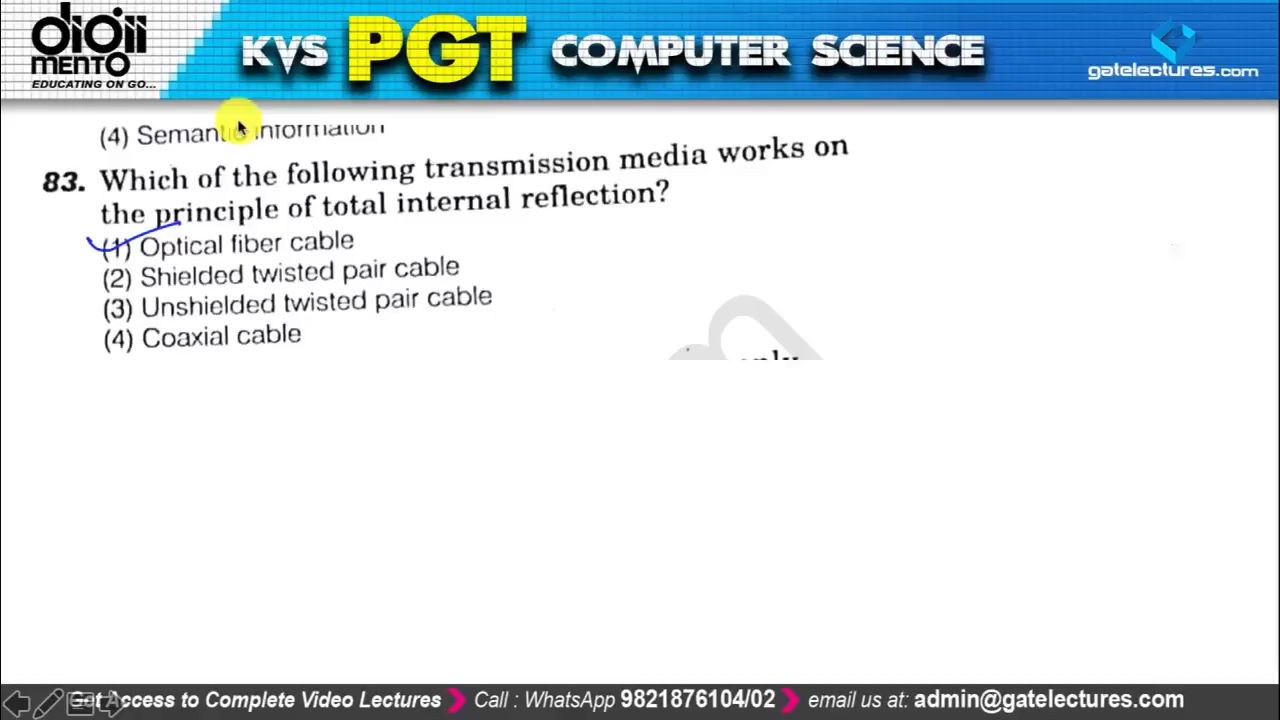 digii
MENTO
EDUCATING ON GO...
KVS PGT COMPUTER SCIENCE
gatelectures.com
(4) Semantic information
83. Which of the following transmission media works on
the principle of total internal reflection?
(1) Optical fiber cable
(2) Shielded twisted pair cable
(3) Unshielded twisted pair cable
(4) Coaxial cable
only
Get Access to Complete Video Lectures
Call : WhatsApp 9821876104/02
email us at: admin@gatelectures.com